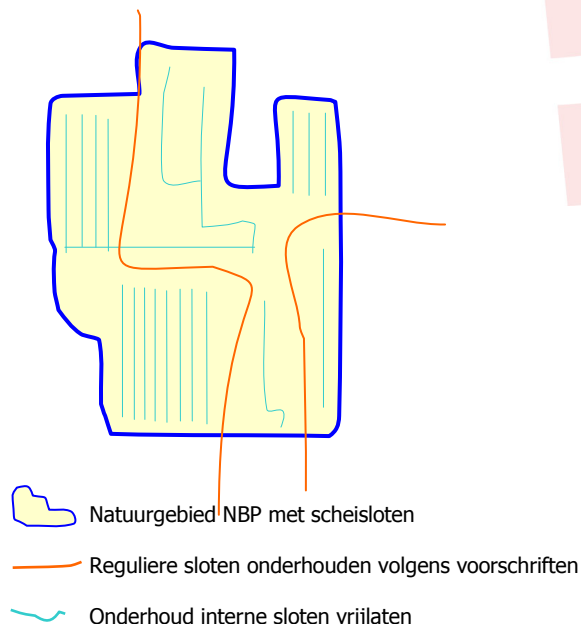 Natuurgebied NBP met scheisloten
Reguliere sloten onderhouden volgens voorschriften
Onderhoud interne sloten vrijlaten